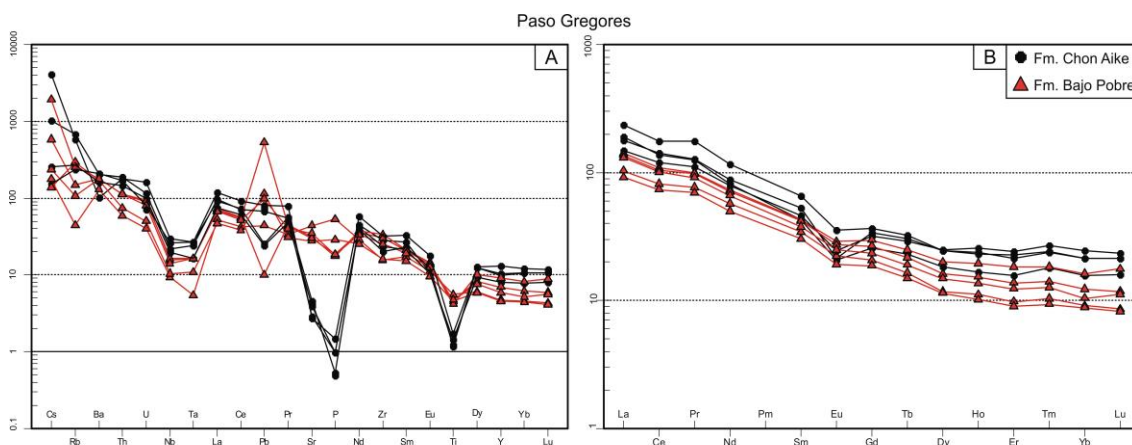 Paso Gregores
A
10000
1000
100
10
1
0.1
Cs Ba U Ta Ce Pr P Zr Eu Dy Yb
Rb Th Nb La Pb Sr Nd Sm Ti Y Lu
B
Fm. Chon Aike
Fm. Bajo Pobre
1000
100
10
1
La Pr Pm Eu Tb Ho Tm Lu
Ce Nd Sm Gd Dy Er Yb